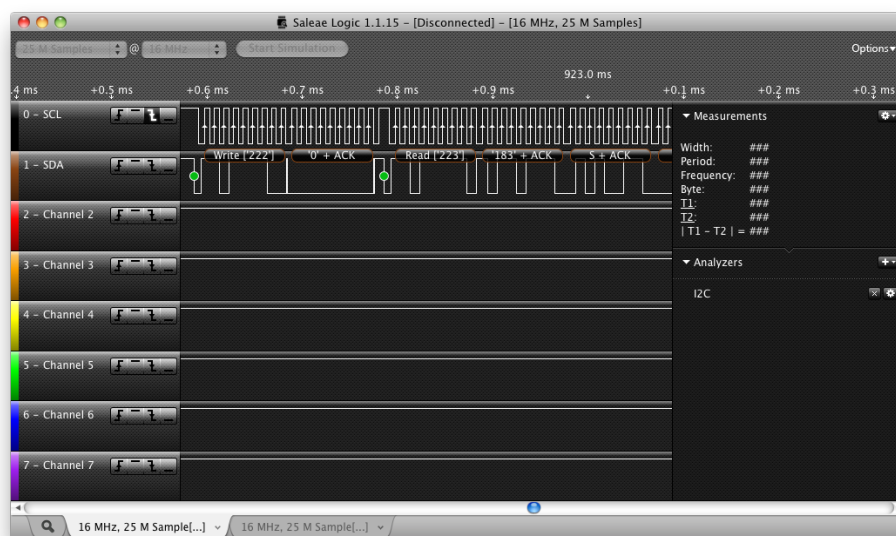 Saleae Logic 1.1.15 – [Disconnected] – [16 MHz, 25 M Samples]
25 M Samples @ 16 MHz Start Simulation Options▾
923.0 ms
.4 ms +0.5 ms +0.6 ms +0.7 ms +0.8 ms +0.9 ms +0.1 ms +0.2 ms +0.3 ms
0 – SCL
1 – SDA
Write ['222'] '0' + ACK Read ['223'] '183' + ACK S + ACK
2 – Channel 2
3 – Channel 3
4 – Channel 4
5 – Channel 5
6 – Channel 6
7 – Channel 7
▾ Measurements
Width: ###
Period: ###
Frequency: ###
Byte: ###
T1: ###
T2: ###
| T1 – T2 | = ###
▾ Analyzers
I2C
16 MHz, 25 M Sample[...] 16 MHz, 25 M Sample[...]